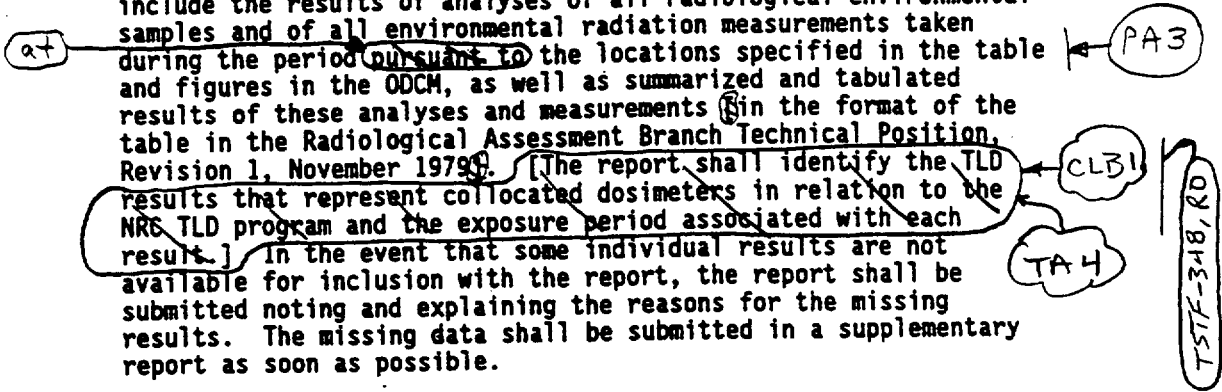 include the results of analyses of all radiological environmental
samples and of all environmental radiation measurements taken
at
during the period pursuant to the locations specified in the table
PA3
and figures in the ODCM, as well as summarized and tabulated
results of these analyses and measurements [in the format of the
table in the Radiological Assessment Branch Technical Position,
Revision 1, November 1979]. [The report shall identify the TLD
CLB1
results that represent collocated dosimeters in relation to the
NRC TLD program and the exposure period associated with each
result.] In the event that some individual results are not
TA4
available for inclusion with the report, the report shall be
submitted noting and explaining the reasons for the missing
results. The missing data shall be submitted in a supplementary
report as soon as possible.
TSTF-348, R0